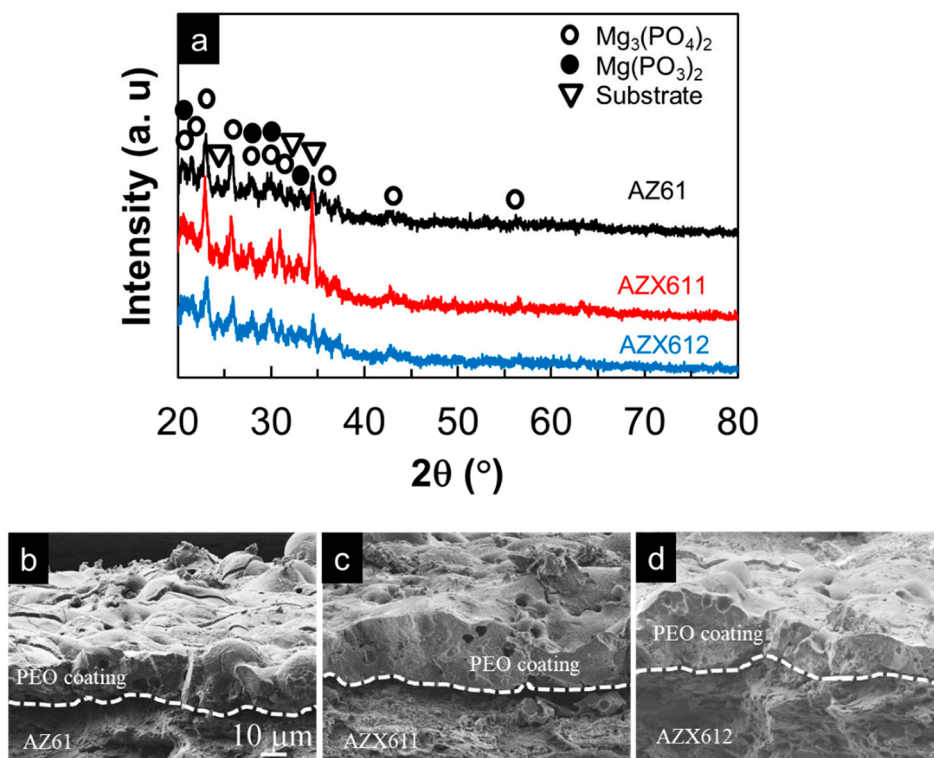 a
Mg₃(PO₄)₂
Mg(PO₃)₂
Substrate
Intensity (a. u)
AZ61
AZX611
AZX612
20 30 40 50 60 70 80
2θ (°)
b
PEO coating
AZ61
10 µm
c
PEO coating
AZX611
d
PEO coating
AZX612